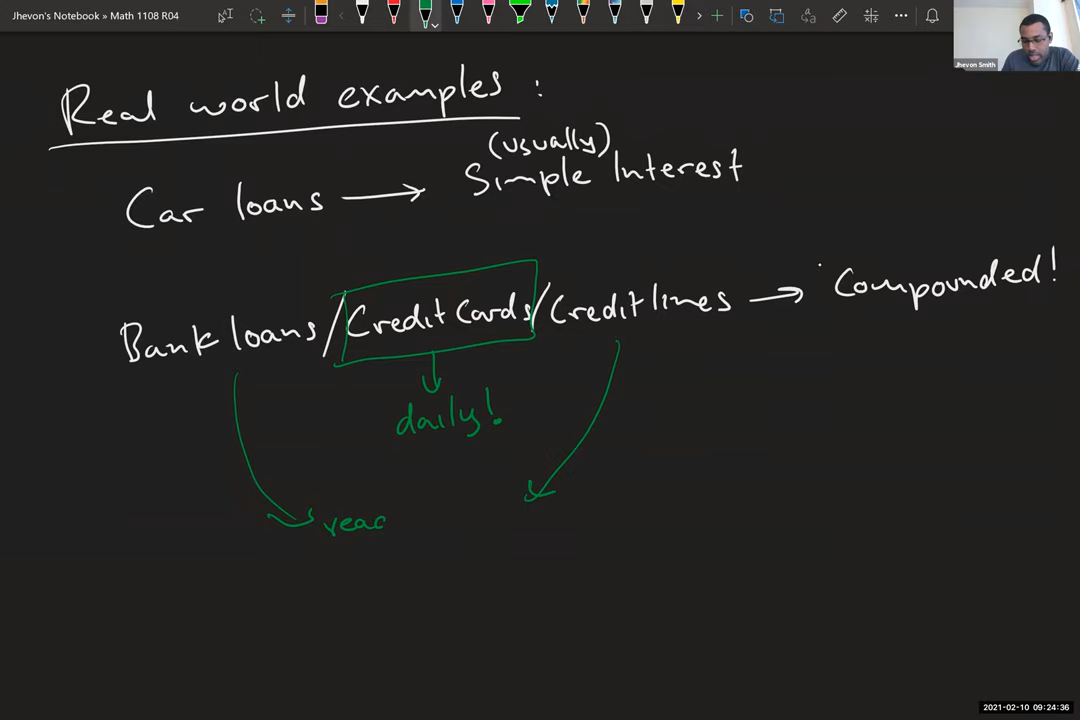 Jhevon's Notebook » Math 1108 R04
Jhevon Smith
Real world examples :
(usually)
Car loans → Simple Interest
Bank loans/Credit Cards/Credit lines → Compounded!
daily!
reac
2021-02-10 09:24:36